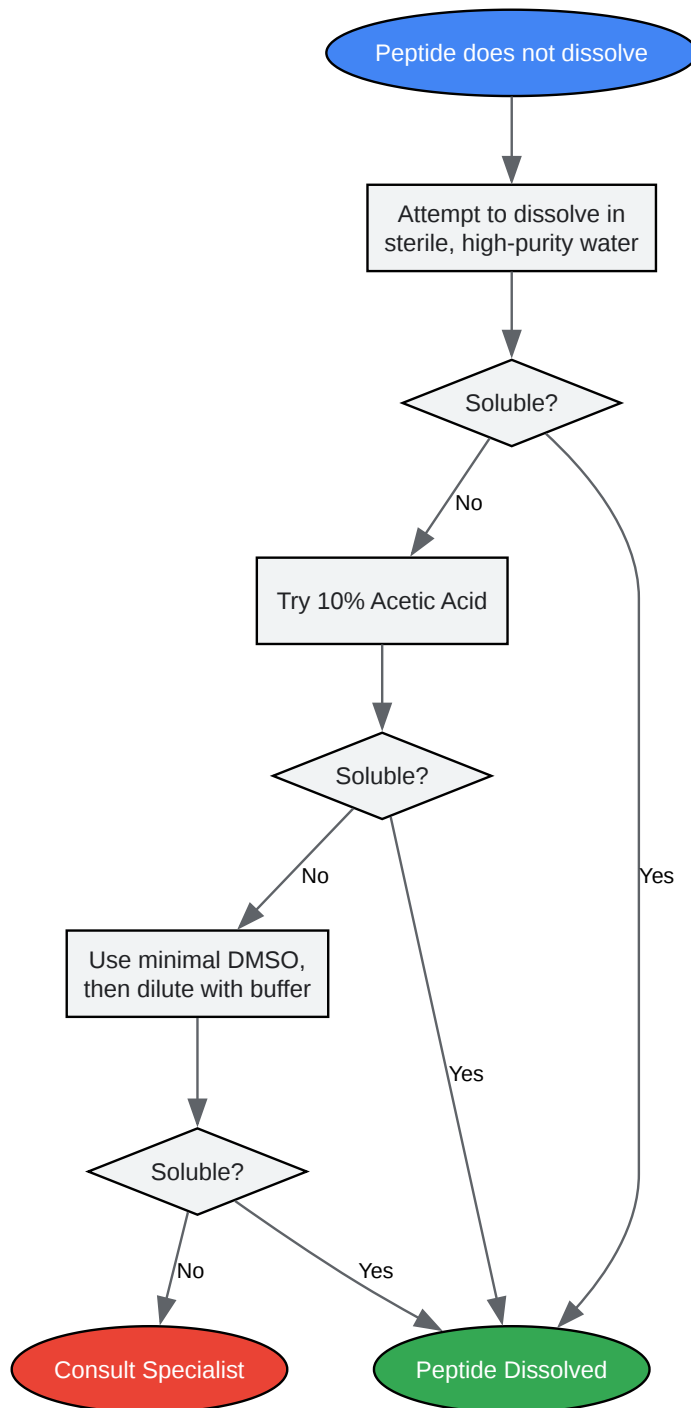 Peptide does not dissolve
Attempt to dissolve in
sterile, high-purity water
Soluble?
No
Try 10% Acetic Acid
Soluble?
Yes
No
Use minimal DMSO,
then dilute with buffer
Yes
Soluble?
No
Yes
Consult Specialist
Peptide Dissolved